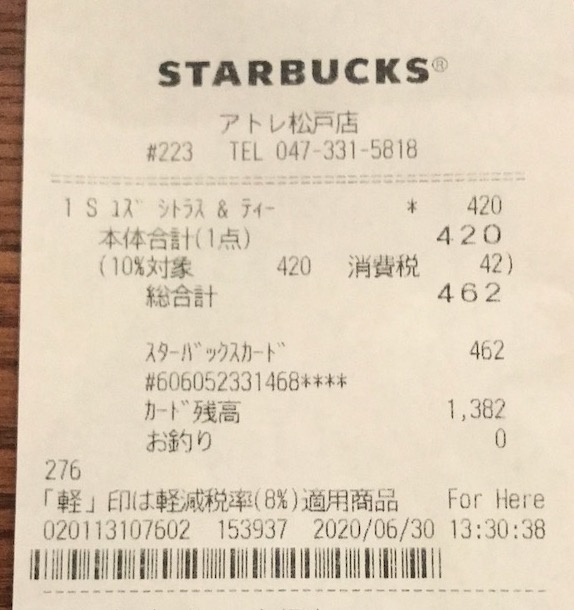 STARBUCKS®
アトレ松戸店
#223 TEL 047-331-5818
1 S ﾕｽﾞ ｼﾄﾗｽ & ﾃｨｰ * 420
本体合計(1点) 420
(10%対象 420 消費税 42)
総合計 462
ｽﾀｰﾊﾞｯｸｽｶｰﾄﾞ 462
#606052331468****
ｶｰﾄﾞ残高 1,382
お釣り 0
276
「軽」印は軽減税率(8%)適用商品 For Here
020113107602 153937 2020/06/30 13:30:38